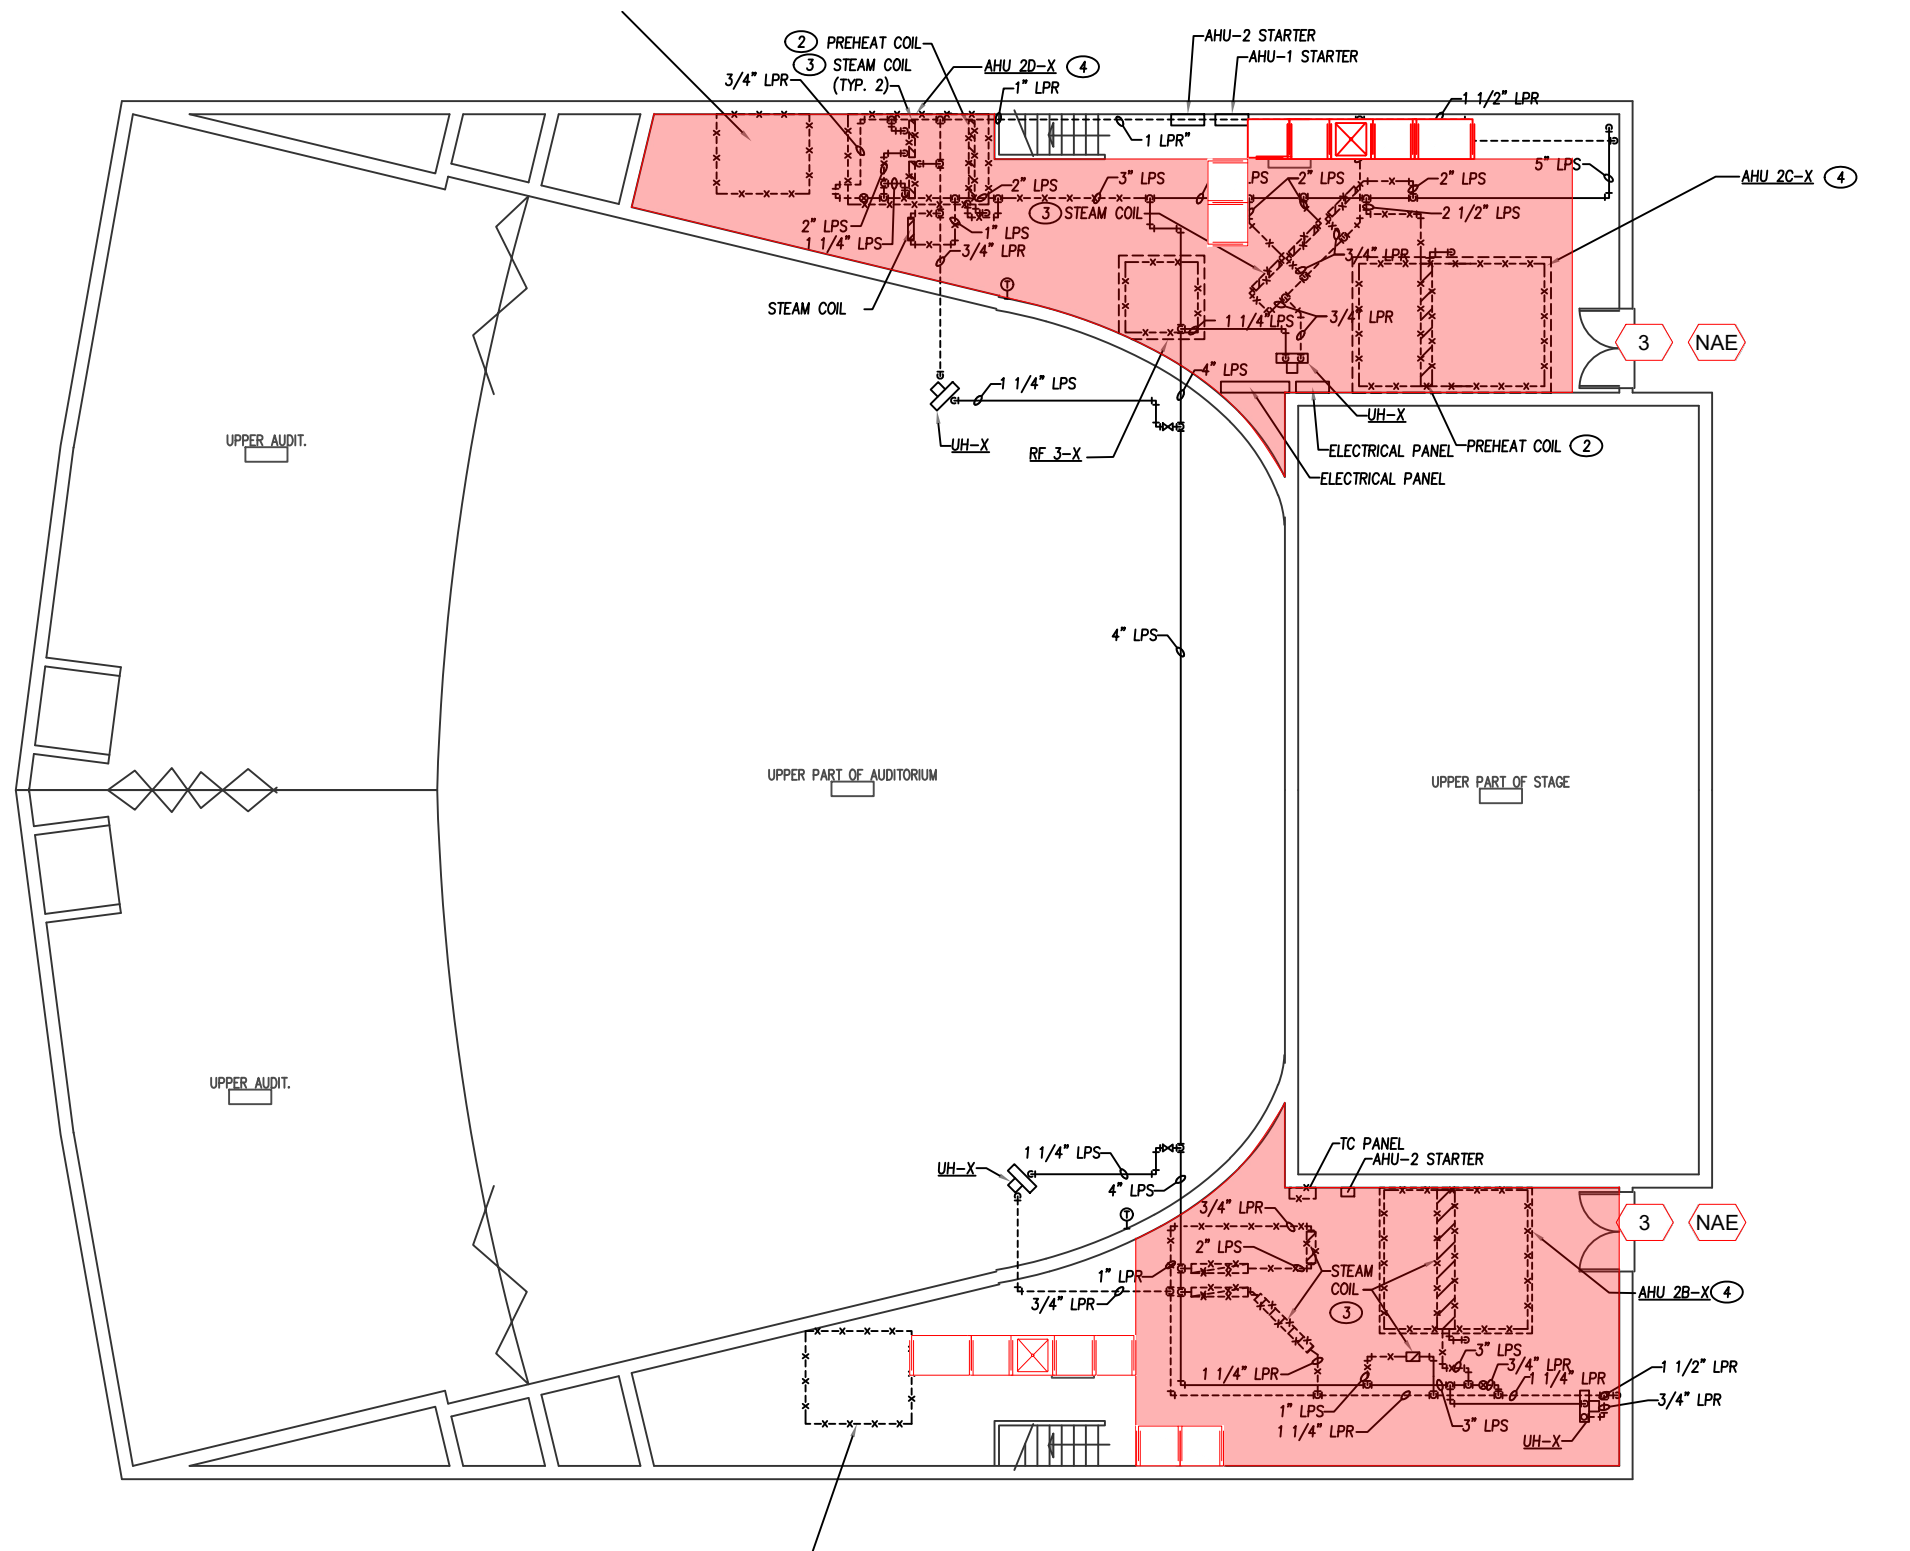 2 PREHEAT COIL
3 STEAM COIL
(TYP. 2)
3/4" LPR
AHU 2D-X 4
1" LPR
AHU-2 STARTER
AHU-1 STARTER
1 1/2" LPR
1 LPR"
5" LPS
AHU 2C-X 4
2" LPS
3" LPS
PS
2" LPS
2" LPS
3 STEAM COIL
2 1/2" LPS
2" LPS
1 1/4" LPS
1" LPS
3/4" LPR
3/4" LPR
STEAM COIL
T
3/4" LPR
1 1/4" LPS
3 NAE
4" LPS
1 1/4" LPS
UH-X
UH-X
RF 3-X
ELECTRICAL PANEL
PREHEAT COIL 2
ELECTRICAL PANEL
UPPER AUDIT.
4" LPS
UPPER PART OF AUDITORIUM
UPPER PART OF STAGE
UPPER AUDIT.
TC PANEL
AHU-2 STARTER
1 1/4" LPS
UH-X
4" LPS
T
3/4" LPR
3 NAE
2" LPS
1" LPR
STEAM
COIL
3
3/4" LPR
AHU 2B-X 4
3" LPS
3/4" LPR
1 1/4" LPR
1 1/2" LPR
3/4" LPR
1 1/4" LPR
1" LPS
1 1/4" LPR
3" LPS
UH-X